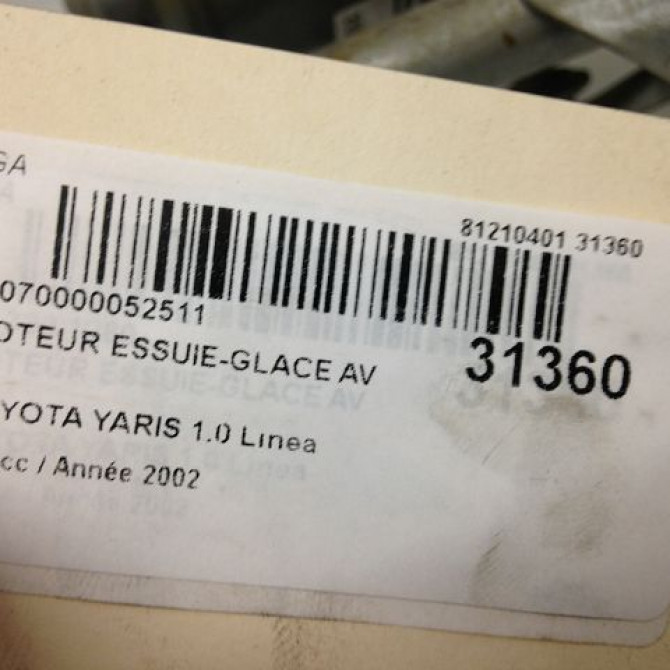 GA
81210401 31360
070000052511
OTEUR ESSUIE-GLACE AV
31360
YOTA YARIS 1.0 Linea
cc / Année 2002